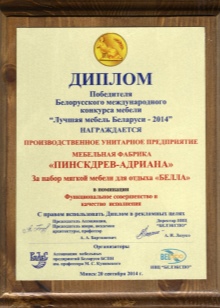 ДИПЛОМ
Победителя
Белорусского международного
конкурса мебели
"Лучшая мебель Беларуси - 2014"
НАГРАЖДАЕТСЯ
ПРОИЗВОДСТВЕННОЕ УНИТАРНОЕ ПРЕДПРИЯТИЕ
МЕБЕЛЬНАЯ ФАБРИКА
«ПИНСКДРЕВ-АДРИАНА»
За набор мягкой мебели для отдыха «БЕЛЛА»
в номинации
Функциональное совершенство и
качество исполнения
С правом использовать Диплом в рекламных целях
Организаторы:
Минск 20 сентября 2014 г.